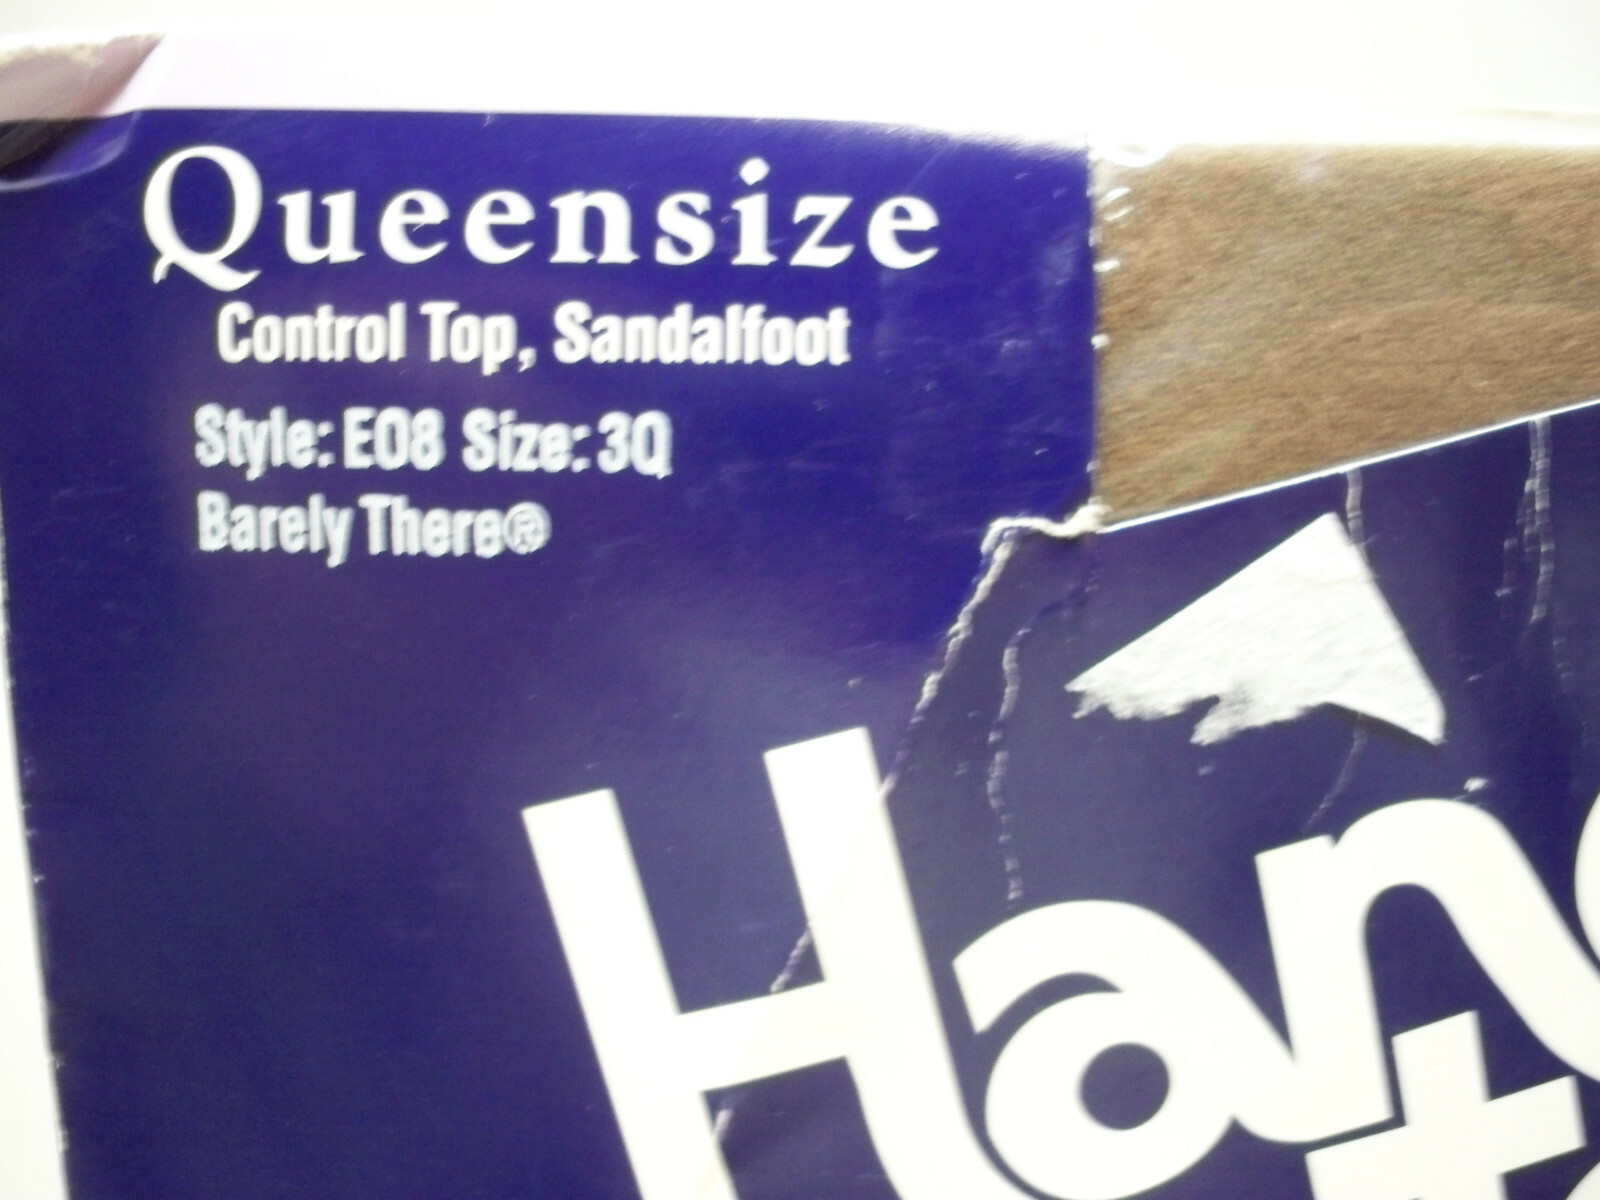 Queensize
Control Top, Sandalfoot
Style: E08 Size: 3Q
Barely There®